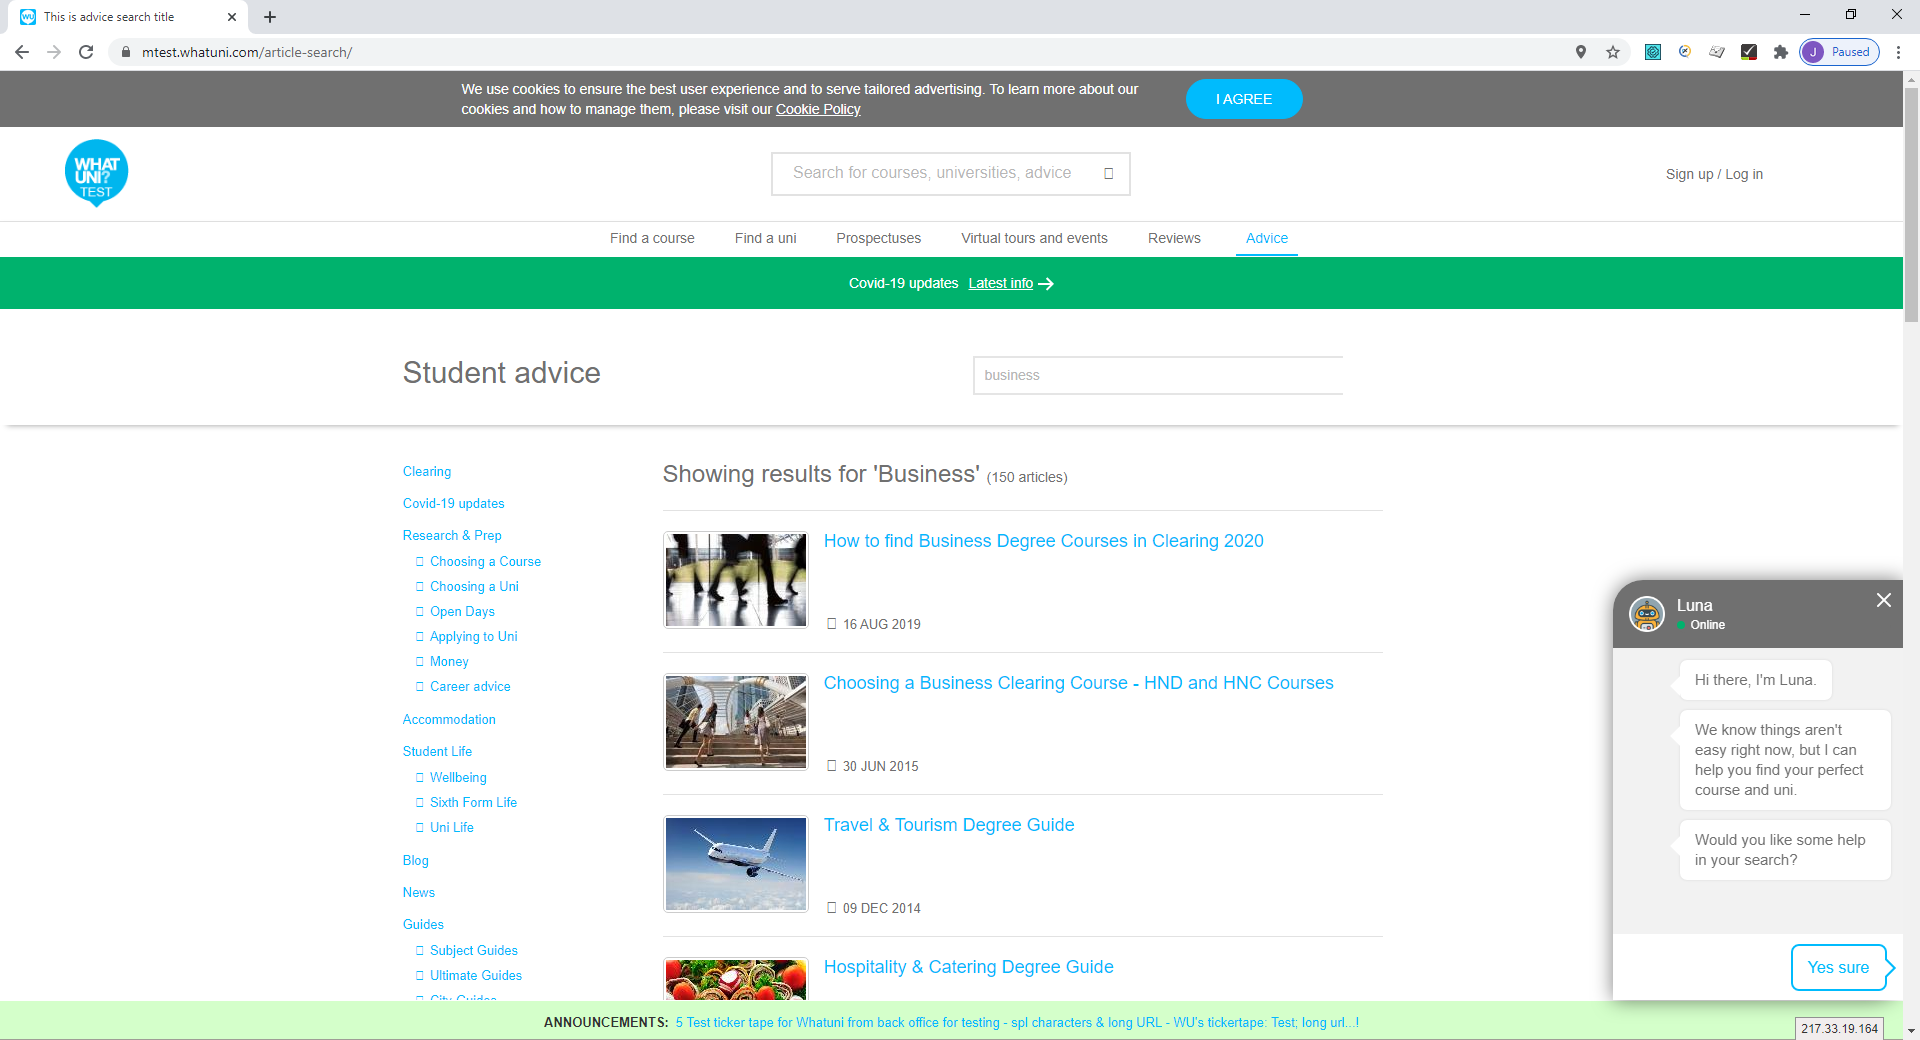 This is advice search title
mtest.whatuni.com/article-search/
J Paused
We use cookies to ensure the best user experience and to serve tailored advertising. To learn more about our
cookies and how to manage them, please visit our Cookie Policy
I AGREE
WHAT
UNI?
TEST
Search for courses, universities, advice
Sign up / Log in
Find a course
Find a uni
Prospectuses
Virtual tours and events
Reviews
Advice
Covid-19 updates Latest info
Student advice
business
Clearing
Covid-19 updates
Research & Prep
Choosing a Course
Choosing a Uni
Open Days
Applying to Uni
Money
Career advice
Accommodation
Student Life
Wellbeing
Sixth Form Life
Uni Life
Blog
News
Guides
Subject Guides
Ultimate Guides
City Guides
Showing results for 'Business' (150 articles)
How to find Business Degree Courses in Clearing 2020
16 AUG 2019
Choosing a Business Clearing Course - HND and HNC Courses
30 JUN 2015
Travel & Tourism Degree Guide
09 DEC 2014
Hospitality & Catering Degree Guide
Luna
Online
Hi there, I'm Luna.
We know things aren't
easy right now, but I can
help you find your perfect
course and uni.
Would you like some help
in your search?
Yes sure
ANNOUNCEMENTS: 5 Test ticker tape for Whatuni from back office for testing - spl characters & long URL - WU's tickertape: Test; long url...!
217.33.19.164